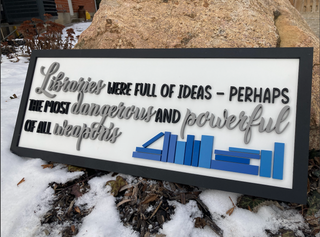 Libraries WERE FULL OF IDEAS – PERHAPS
THE MOST dangerous AND powerful
OF ALL weapons